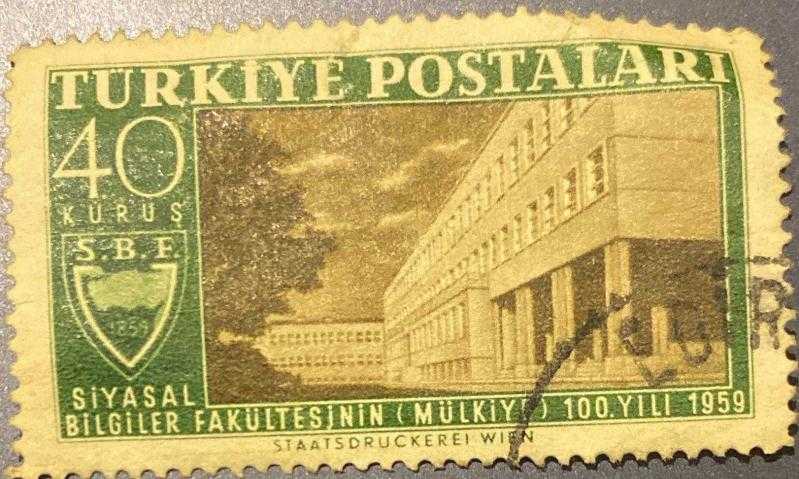 TÜRKİYE POSTALARI
40
KURUŞ
S.B.F.
1859
SİYASAL
BİLGİLER FAKÜLTESİNİN (MÜLKİYE) 100.YILI 1959
STAATSDRUCKEREI WIEN